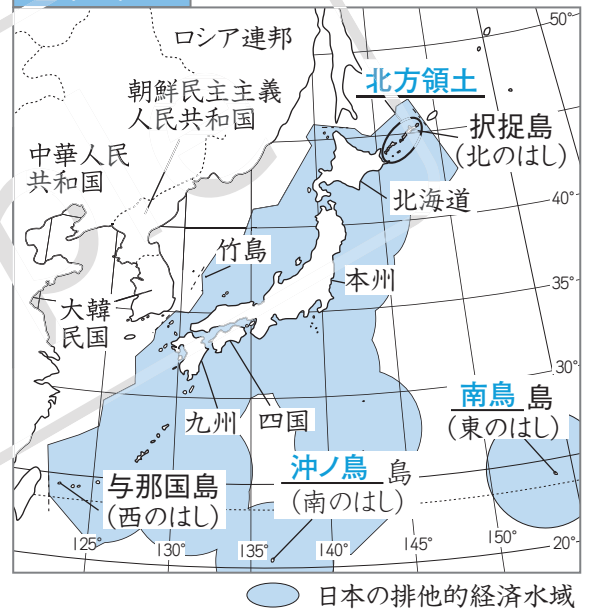 ロシア連邦
50°
朝鮮民主主義
人民共和国
北方領土
択捉島
(北のはし)
中華人民
共和国
北海道
40°
竹島
本州
35°
大韓
民国
30°
九州
四国
南鳥 島
(東のはし)
沖ノ鳥 島
(南のはし)
与那国島
(西のはし)
125°
130°
135°
140°
145°
150°
20°
日本の排他的経済水域